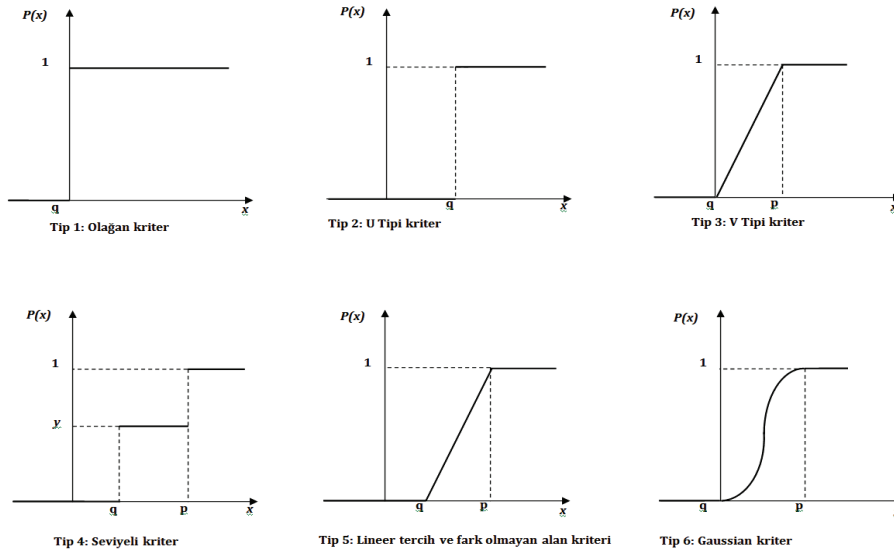 P(x)
1
q
x
Tip 1: Olağan kriter
P(x)
1
q
x
Tip 2: U Tipi kriter
P(x)
1
q
p
x
Tip 3: V Tipi kriter
P(x)
1
y
q
p
x
Tip 4: Seviyeli kriter
P(x)
1
q
p
x
Tip 5: Lineer tercih ve fark olmayan alan kriteri
P(x)
1
q
p
x
Tip 6: Gaussian kriter